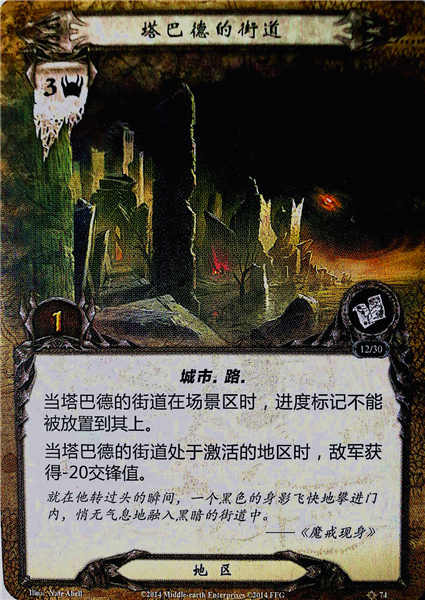 塔巴德的街道
3
1
12/30
城市. 路.
当塔巴德的街道在场景区时，进度标记不能
被放置到其上。
当塔巴德的街道处于激活的地区时，敌军获
得-20交锋值。
就在他转过头的瞬间，一个黑色的身影飞快地攀进门
内，悄无气息地融入黑暗的街道中。
——《魔戒现身》
地区
Illus. Nate Abell ©2014 Middle-earth Enterprises ©2014 FFG 74